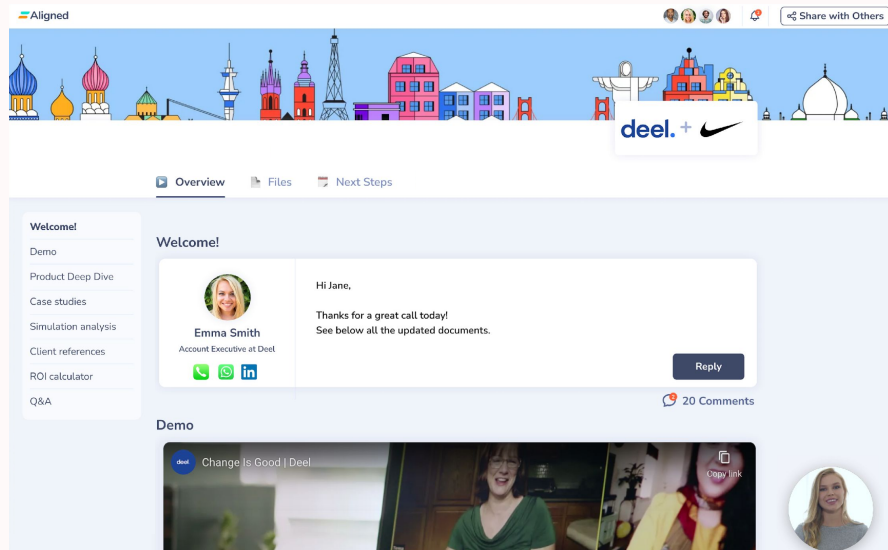 Aligned
2
Share with Others
deel. +
Overview
Files
Next Steps
Welcome!
Demo
Product Deep Dive
Case studies
Simulation analysis
Client references
ROI calculator
Q&A
Welcome!
Emma Smith
Account Executive at Deel
Hi Jane,
Thanks for a great call today!
See below all the updated documents.
Reply
2
20 Comments
Demo
deel
Change Is Good | Deel
Copy link